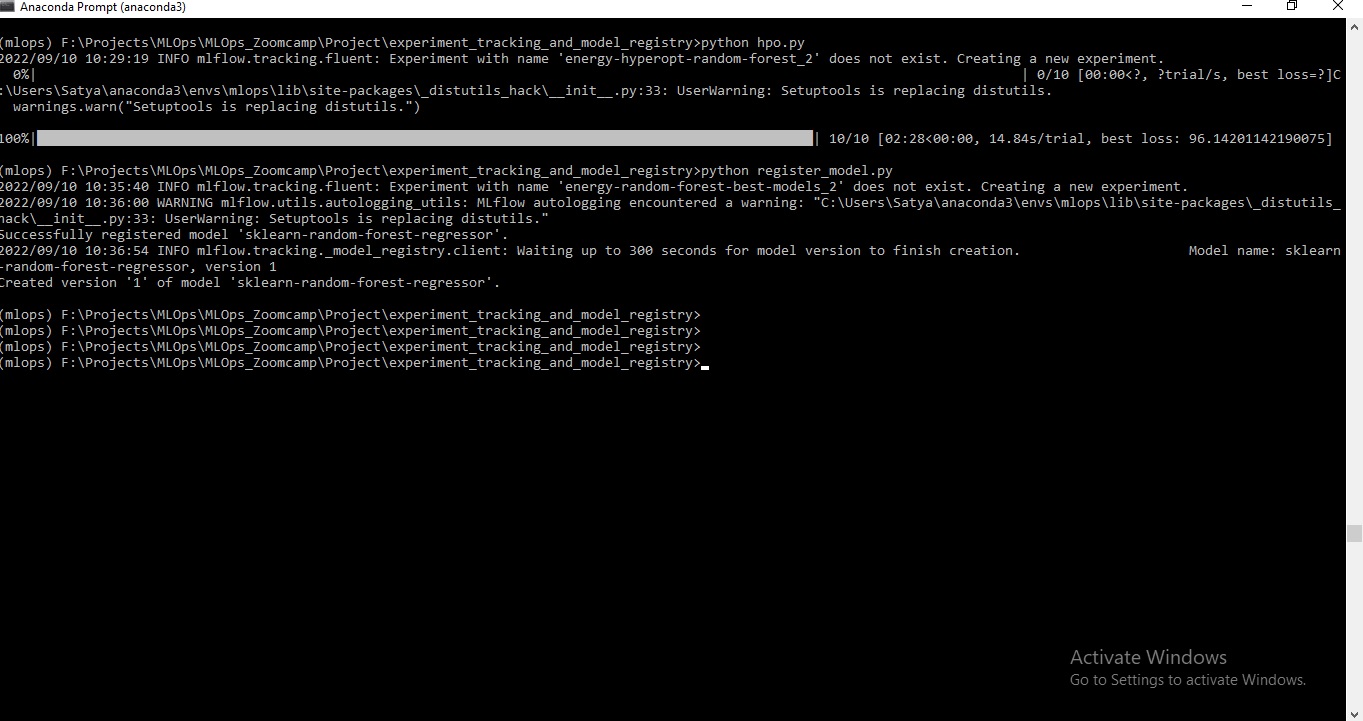 Anaconda Prompt (anaconda3)
(mlops) F:\Projects\MLOps\MLOps_Zoomcamp\Project\experiment_tracking_and_model_registry>python hpo.py
2022/09/10 10:29:19 INFO mlflow.tracking.fluent: Experiment with name 'energy-hyperopt-random-forest_2' does not exist. Creating a new experiment.
0%| | 0/10 [00:00<?, ?trial/s, best loss=?]C
:\Users\Satya\anaconda3\envs\mlops\lib\site-packages\_distutils_hack\__init__.py:33: UserWarning: Setuptools is replacing distutils.
warnings.warn("Setuptools is replacing distutils.")
100%| | 10/10 [02:28<00:00, 14.84s/trial, best loss: 96.14201142190075]
(mlops) F:\Projects\MLOps\MLOps_Zoomcamp\Project\experiment_tracking_and_model_registry>python register_model.py
2022/09/10 10:35:40 INFO mlflow.tracking.fluent: Experiment with name 'energy-random-forest-best-models_2' does not exist. Creating a new experiment.
2022/09/10 10:36:00 WARNING mlflow.utils.autologging_utils: MLflow autologging encountered a warning: "C:\Users\Satya\anaconda3\envs\mlops\lib\site-packages\_distutils_
hack\__init__.py:33: UserWarning: Setuptools is replacing distutils."
Successfully registered model 'sklearn-random-forest-regressor'.
2022/09/10 10:36:54 INFO mlflow.tracking._model_registry.client: Waiting up to 300 seconds for model version to finish creation. Model name: sklearn
-random-forest-regressor, version 1
Created version '1' of model 'sklearn-random-forest-regressor'.
(mlops) F:\Projects\MLOps\MLOps_Zoomcamp\Project\experiment_tracking_and_model_registry>
(mlops) F:\Projects\MLOps\MLOps_Zoomcamp\Project\experiment_tracking_and_model_registry>
(mlops) F:\Projects\MLOps\MLOps_Zoomcamp\Project\experiment_tracking_and_model_registry>
(mlops) F:\Projects\MLOps\MLOps_Zoomcamp\Project\experiment_tracking_and_model_registry>
Activate Windows
Go to Settings to activate Windows.